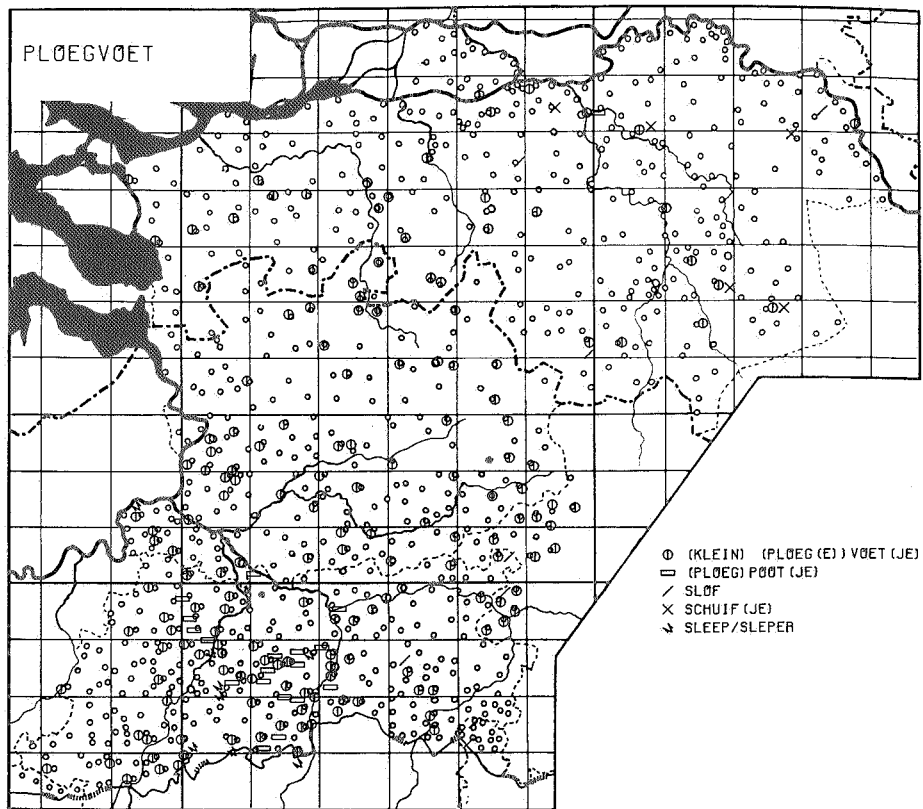 PLOEGVOET
(KLEIN) (PLOEG(E))VOET(JE)
(PLOEG)POOT(JE)
SLOF
SCHUIF(JE)
SLEEP/SLEPER